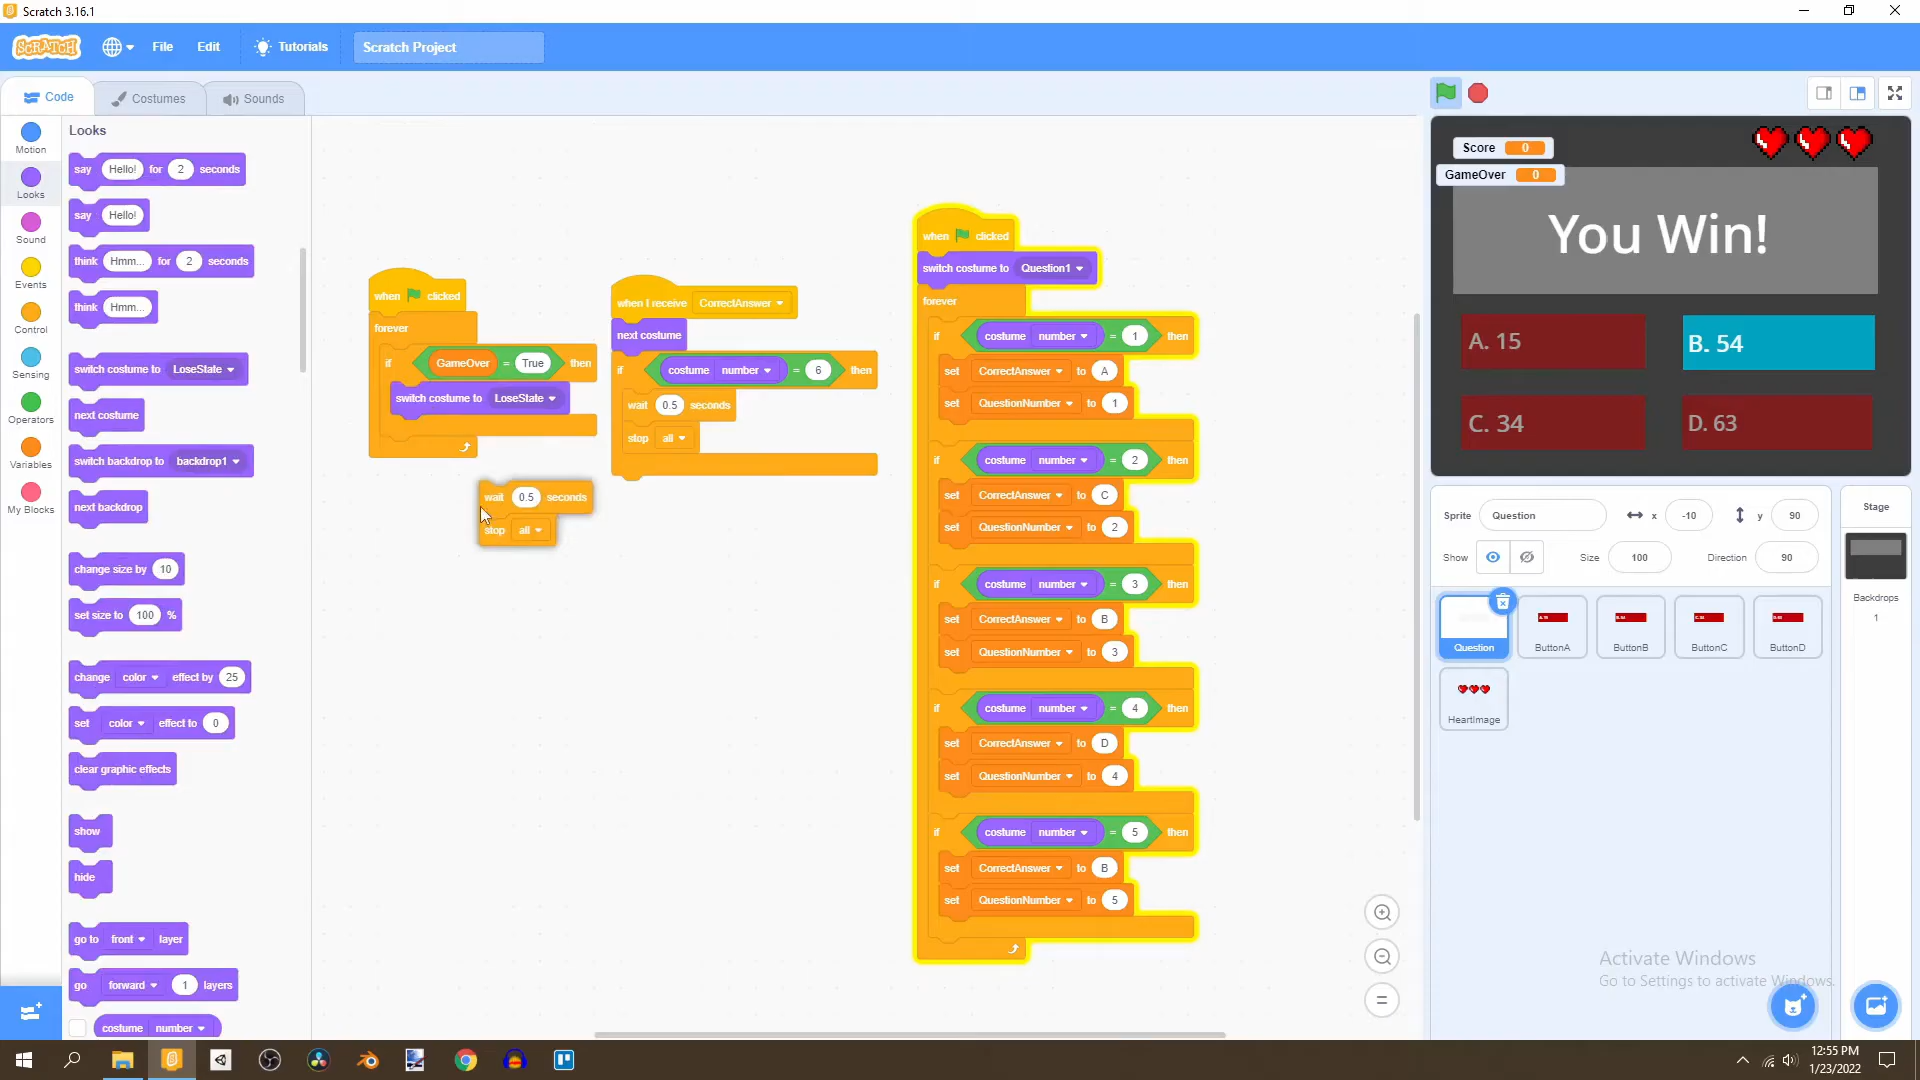 Scratch 3.16.1
SCRATCH
File
Edit
Tutorials
Scratch Project
Code
Costumes
Sounds
Motion
Looks
Sound
Events
Control
Sensing
Operators
Variables
My Blocks
Looks
say Hello! for 2 seconds
say Hello!
think Hmm... for 2 seconds
think Hmm...
switch costume to LoseState
next costume
switch backdrop to backdrop1
next backdrop
change size by 10
set size to 100 %
change color effect by 25
set color effect to 0
clear graphic effects
show
hide
go to front layer
go forward 1 layers
costume number
when clicked
forever
if GameOver = True then
switch costume to LoseState
wait 0.5 seconds
stop all
when I receive CorrectAnswer
next costume
if costume number = 6 then
wait 0.5 seconds
stop all
when clicked
switch costume to Question1
forever
if costume number = 1 then
set CorrectAnswer to A
set QuestionNumber to 1
if costume number = 2 then
set CorrectAnswer to C
set QuestionNumber to 2
if costume number = 3 then
set CorrectAnswer to B
set QuestionNumber to 3
if costume number = 4 then
set CorrectAnswer to D
set QuestionNumber to 4
if costume number = 5 then
set CorrectAnswer to B
set QuestionNumber to 5
Score 0
GameOver 0
You Win!
A. 15
B. 54
C. 34
D. 63
Sprite Question x -10 y 90
Show Size 100 Direction 90
Question
ButtonA
ButtonB
ButtonC
ButtonD
HeartImage
Stage
Backdrops
1
Activate Windows
Go to Settings to activate Windows.
12:55 PM
1/23/2022